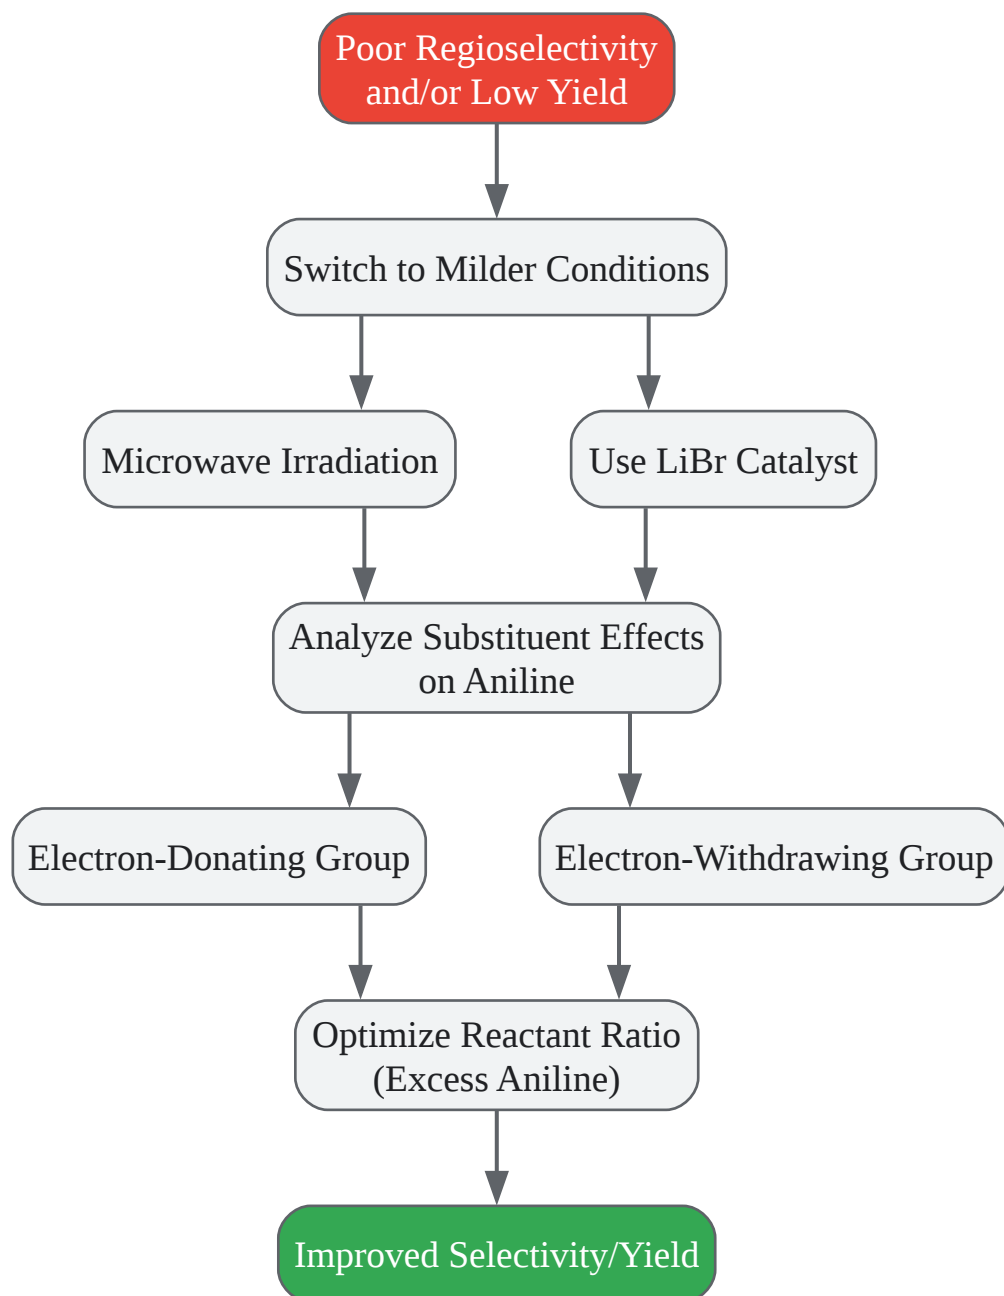 Poor Regioselectivity
and/or Low Yield
Switch to Milder Conditions
Microwave Irradiation
Use LiBr Catalyst
Analyze Substituent Effects
on Aniline
Electron-Donating Group
Electron-Withdrawing Group
Optimize Reactant Ratio
(Excess Aniline)
Improved Selectivity/Yield